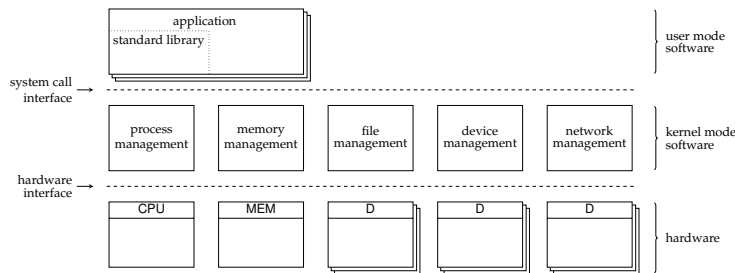 application
standard library
user mode
software
system call
interface
process
management
memory
management
file
management
device
management
network
management
kernel mode
software
hardware
interface
CPU
MEM
D
D
D
hardware